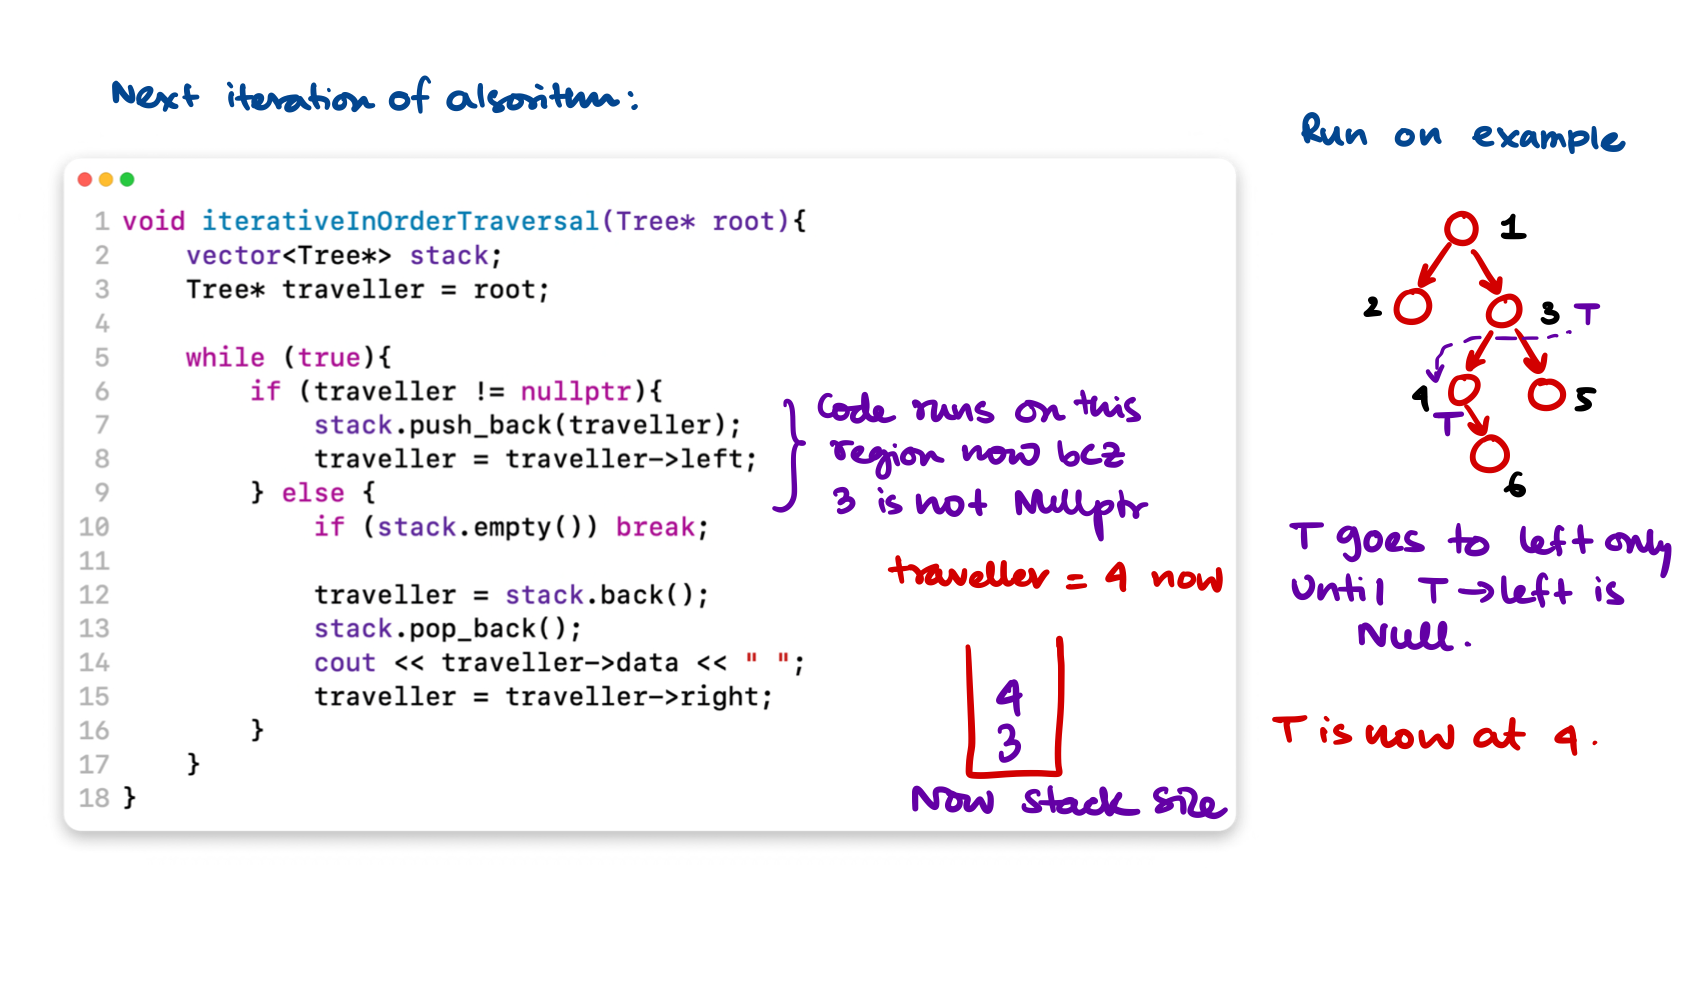 Next iteration of algorithm:
Run on example
1 void iterativeInOrderTraversal(Tree* root){
2     vector<Tree*> stack;
3     Tree* traveller = root;
4
5     while (true){
6         if (traveller != nullptr){
7             stack.push_back(traveller);
8             traveller = traveller->left;
9         } else {
10             if (stack.empty()) break;
11
12             traveller = stack.back();
13             stack.pop_back();
14             cout << traveller->data << " ";
15             traveller = traveller->right;
16         }
17     }
18 }
Code runs on this
region now bcz
3 is not Nullptr
traveller = 4 now
4
3
Now stack size
1
2
3 T
4
T
5
6
T goes to left only
until T → left is
Null.
T is now at 4.